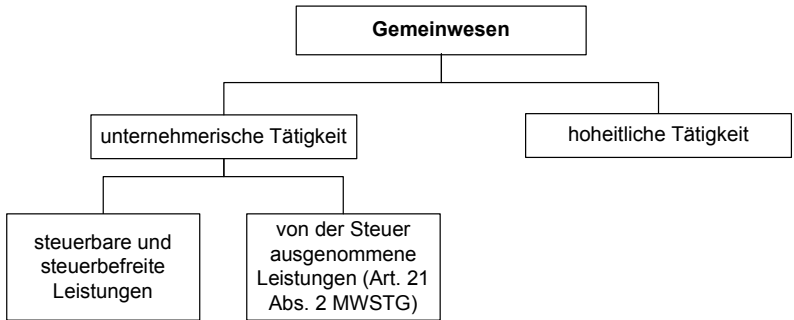 Gemeinwesen
unternehmerische Tätigkeit
hoheitliche Tätigkeit
steuerbare und
steuerbefreite
Leistungen
von der Steuer
ausgenommene
Leistungen (Art. 21
Abs. 2 MWSTG)